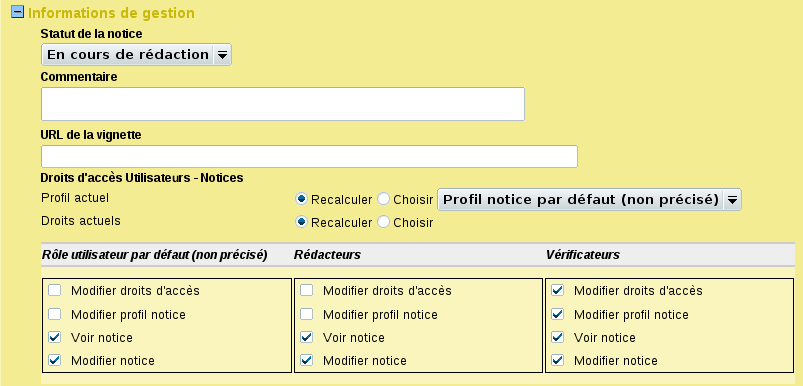 Informations de gestion
Statut de la notice
En cours de rédaction
Commentaire
URL de la vignette
Droits d'accès Utilisateurs - Notices
Profil actuel Recalculer Choisir Profil notice par défaut (non précisé)
Droits actuels Recalculer Choisir
Rôle utilisateur par défaut (non précisé) Rédacteurs Vérificateurs
Modifier droits d'accès Modifier droits d'accès Modifier droits d'accès
Modifier profil notice Modifier profil notice Modifier profil notice
Voir notice Voir notice Voir notice
Modifier notice Modifier notice Modifier notice